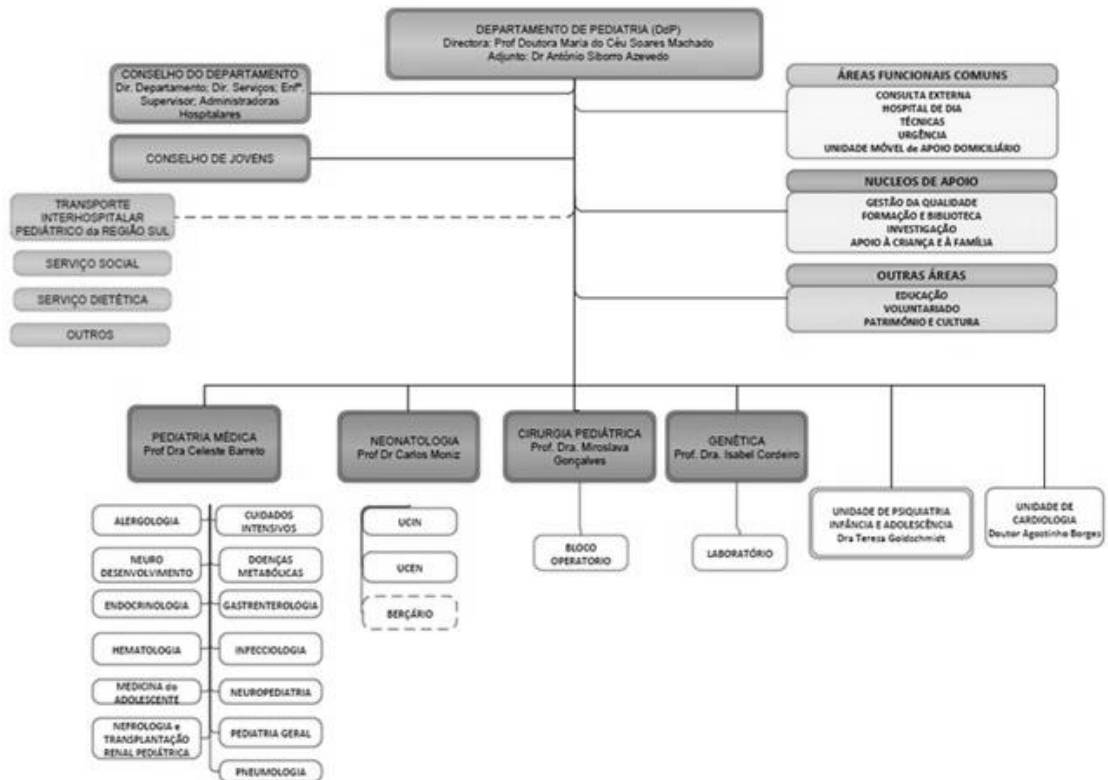 DEPARTAMENTO DE PEDIATRIA (DdP)
Directora: Prof Doutora Maria do Céu Soares Machado
Adjunto: Dr António Siborro Azevedo
CONSELHO DO DEPARTAMENTO
Dir. Departamento; Dir. Serviços; Enfº.
Supervisor; Administradoras
Hospitalares
CONSELHO DE JOVENS
TRANSPORTE
INTERHOSPITALAR
PEDIÁTRICO da REGIÃO SUL
SERVIÇO SOCIAL
SERVIÇO DIETÉTICA
OUTROS
ÁREAS FUNCIONAIS COMUNS
CONSULTA EXTERNA
HOSPITAL DE DIA
TÉCNICAS
URGÊNCIA
UNIDADE MÓVEL de APOIO DOMICILIÁRIO
NUCLEOS DE APOIO
GESTÃO DA QUALIDADE
FORMAÇÃO E BIBLIOTECA
INVESTIGAÇÃO
APOIO À CRIANÇA E À FAMÍLIA
OUTRAS ÁREAS
EDUCAÇÃO
VOLUNTARIADO
PATRIMÓNIO E CULTURA
PEDIATRIA MÉDICA
Prof Dra Celeste Barreto
ALERGOLOGIA
CUIDADOS
INTENSIVOS
NEURO
DESENVOLVIMENTO
DOENÇAS
METABÓLICAS
ENDOCRINOLOGIA
GASTRENTEROLOGIA
HEMATOLOGIA
INFECCIOLOGIA
MEDICINA do
ADOLESCENTE
NEUROPEDIATRIA
NEFROLOGIA e
TRANSPLANTAÇÃO
RENAL PEDIÁTRICA
PEDIATRIA GERAL
PNEUMOLOGIA
NEONATOLOGIA
Prof Dr Carlos Moniz
UCIN
UCEN
BERÇÁRIO
CIRURGIA PEDIÁTRICA
Prof. Dra. Miroslava
Gonçalves
BLOCO
OPERATORIO
GENÉTICA
Prof. Dra. Isabel Cordeiro
LABORATÓRIO
UNIDADE DE PSIQUIATRIA
INFÂNCIA E ADOLESCÊNCIA
Dra Teresa Goldschmidt
UNIDADE DE
CARDIOLOGIA
Doutor Agostinho Borges